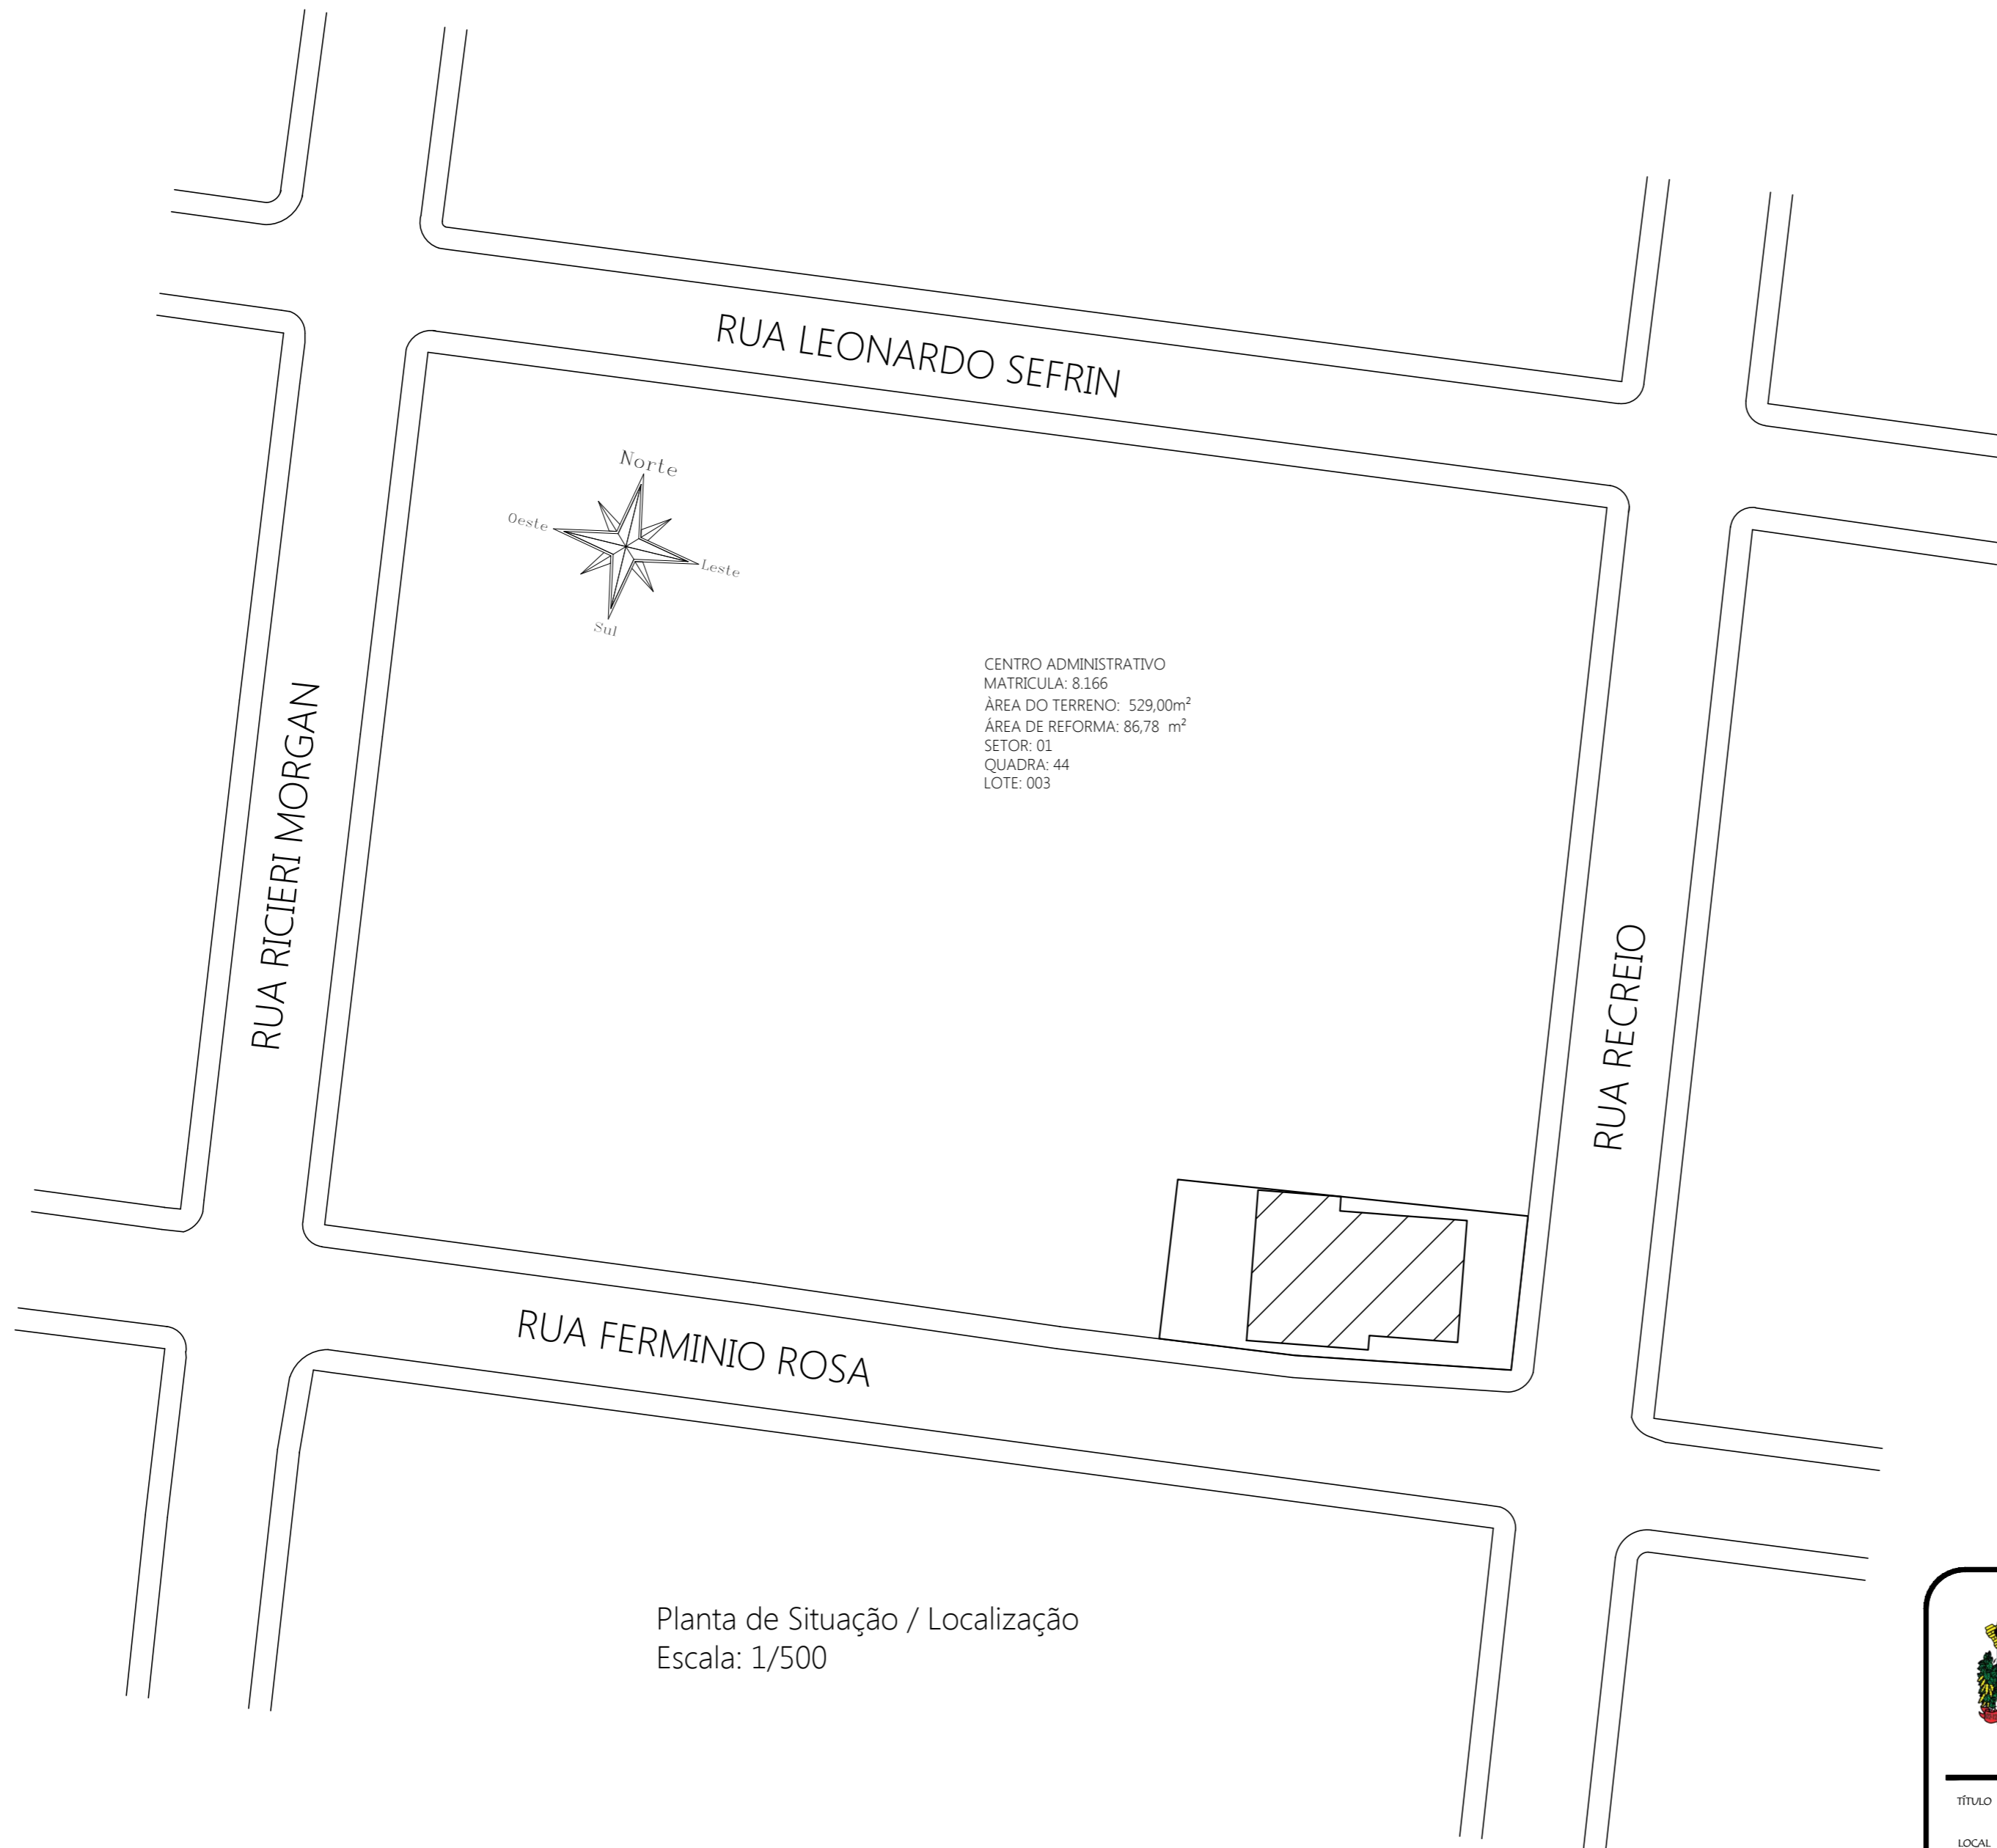 RUA LEONARDO SEFRIN
Norte
Oeste
Leste
Sul
CENTRO ADMINISTRATIVO
MATRICULA: 8.166
ÀREA DO TERRENO: 529,00m²
ÁREA DE REFORMA: 86,78 m²
SETOR: 01
QUADRA: 44
LOTE: 003
RUA RICIERI MORGAN
RUA RECREIO
RUA FERMINIO ROSA
Planta de Situação / Localização
Escala: 1/500
TÍTULO
LOCAL